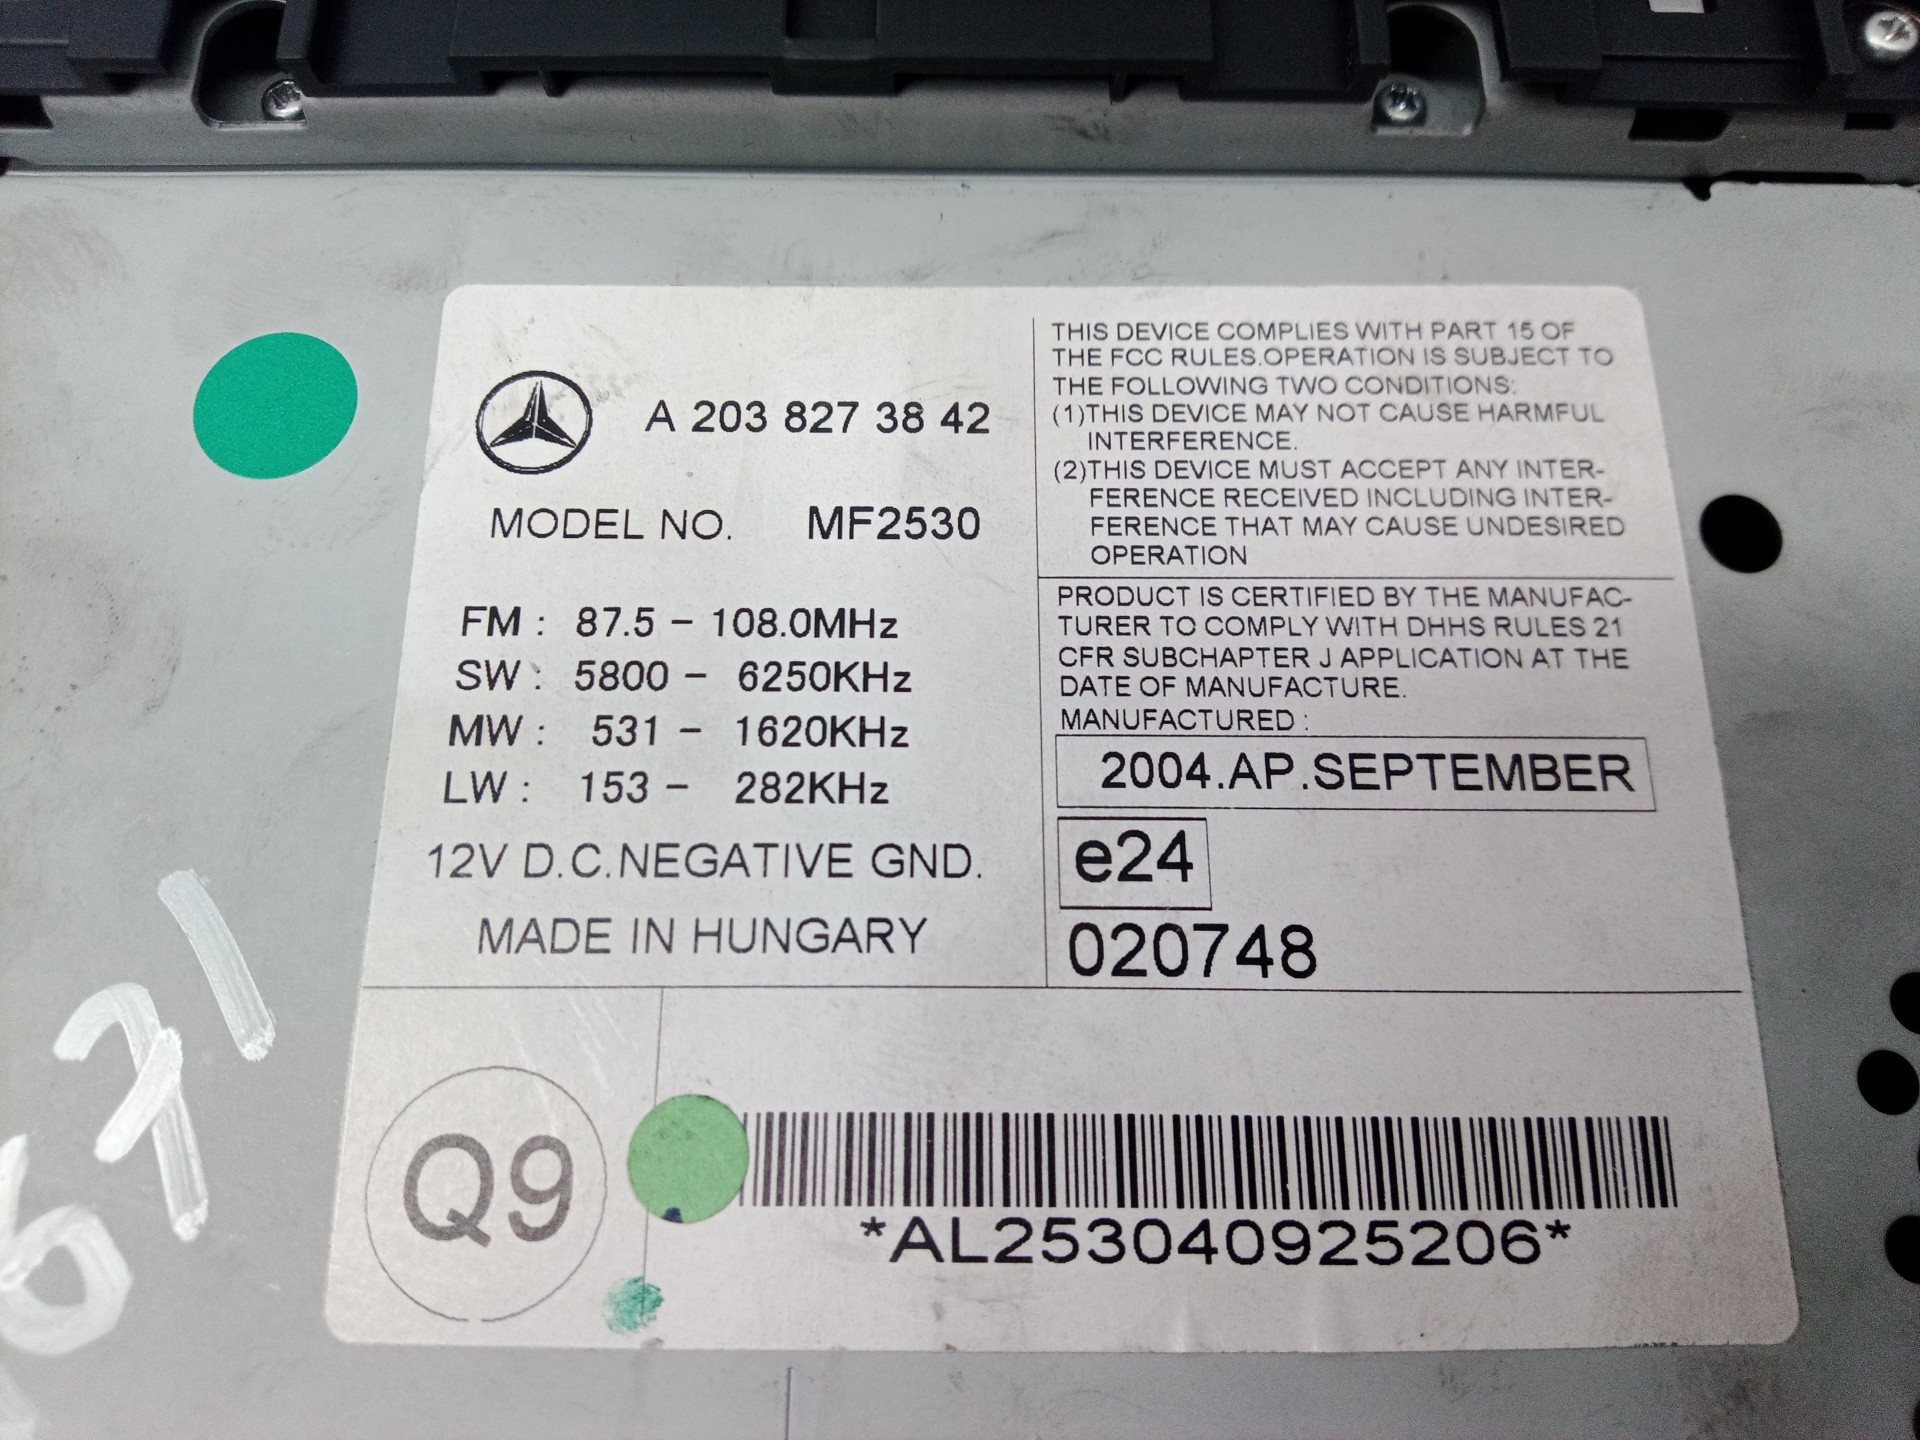 A 203 827 38 42
MODEL NO. MF2530
FM : 87.5 – 108.0MHz
SW : 5800 – 6250KHz
MW : 531 – 1620KHz
LW : 153 – 282KHz
12V D.C.NEGATIVE GND.
MADE IN HUNGARY
THIS DEVICE COMPLIES WITH PART 15 OF
THE FCC RULES.OPERATION IS SUBJECT TO
THE FOLLOWING TWO CONDITIONS:
(1)THIS DEVICE MAY NOT CAUSE HARMFUL
INTERFERENCE.
(2)THIS DEVICE MUST ACCEPT ANY INTER-
FERENCE RECEIVED INCLUDING INTER-
FERENCE THAT MAY CAUSE UNDESIRED
OPERATION
PRODUCT IS CERTIFIED BY THE MANUFAC-
TURER TO COMPLY WITH DHHS RULES 21
CFR SUBCHAPTER J APPLICATION AT THE
DATE OF MANUFACTURE.
MANUFACTURED :
2004.AP.SEPTEMBER
e24
020748
Q9
*AL253040925206*